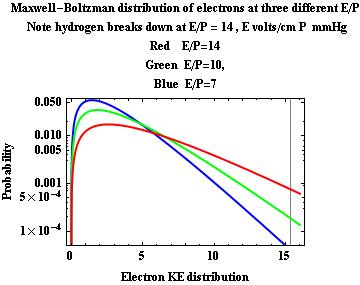 Maxwell−Boltzman distribution of electrons at three different E/P
Note hydrogen breaks down at E/P = 14 , E volts/cm P mmHg
Red E/P=14
Green E/P=10,
Blue E/P=7
0.050
0.010
0.005
0.001
5×10⁻⁴
1×10⁻⁴
Probability
0 5 10 15
Electron KE distribution